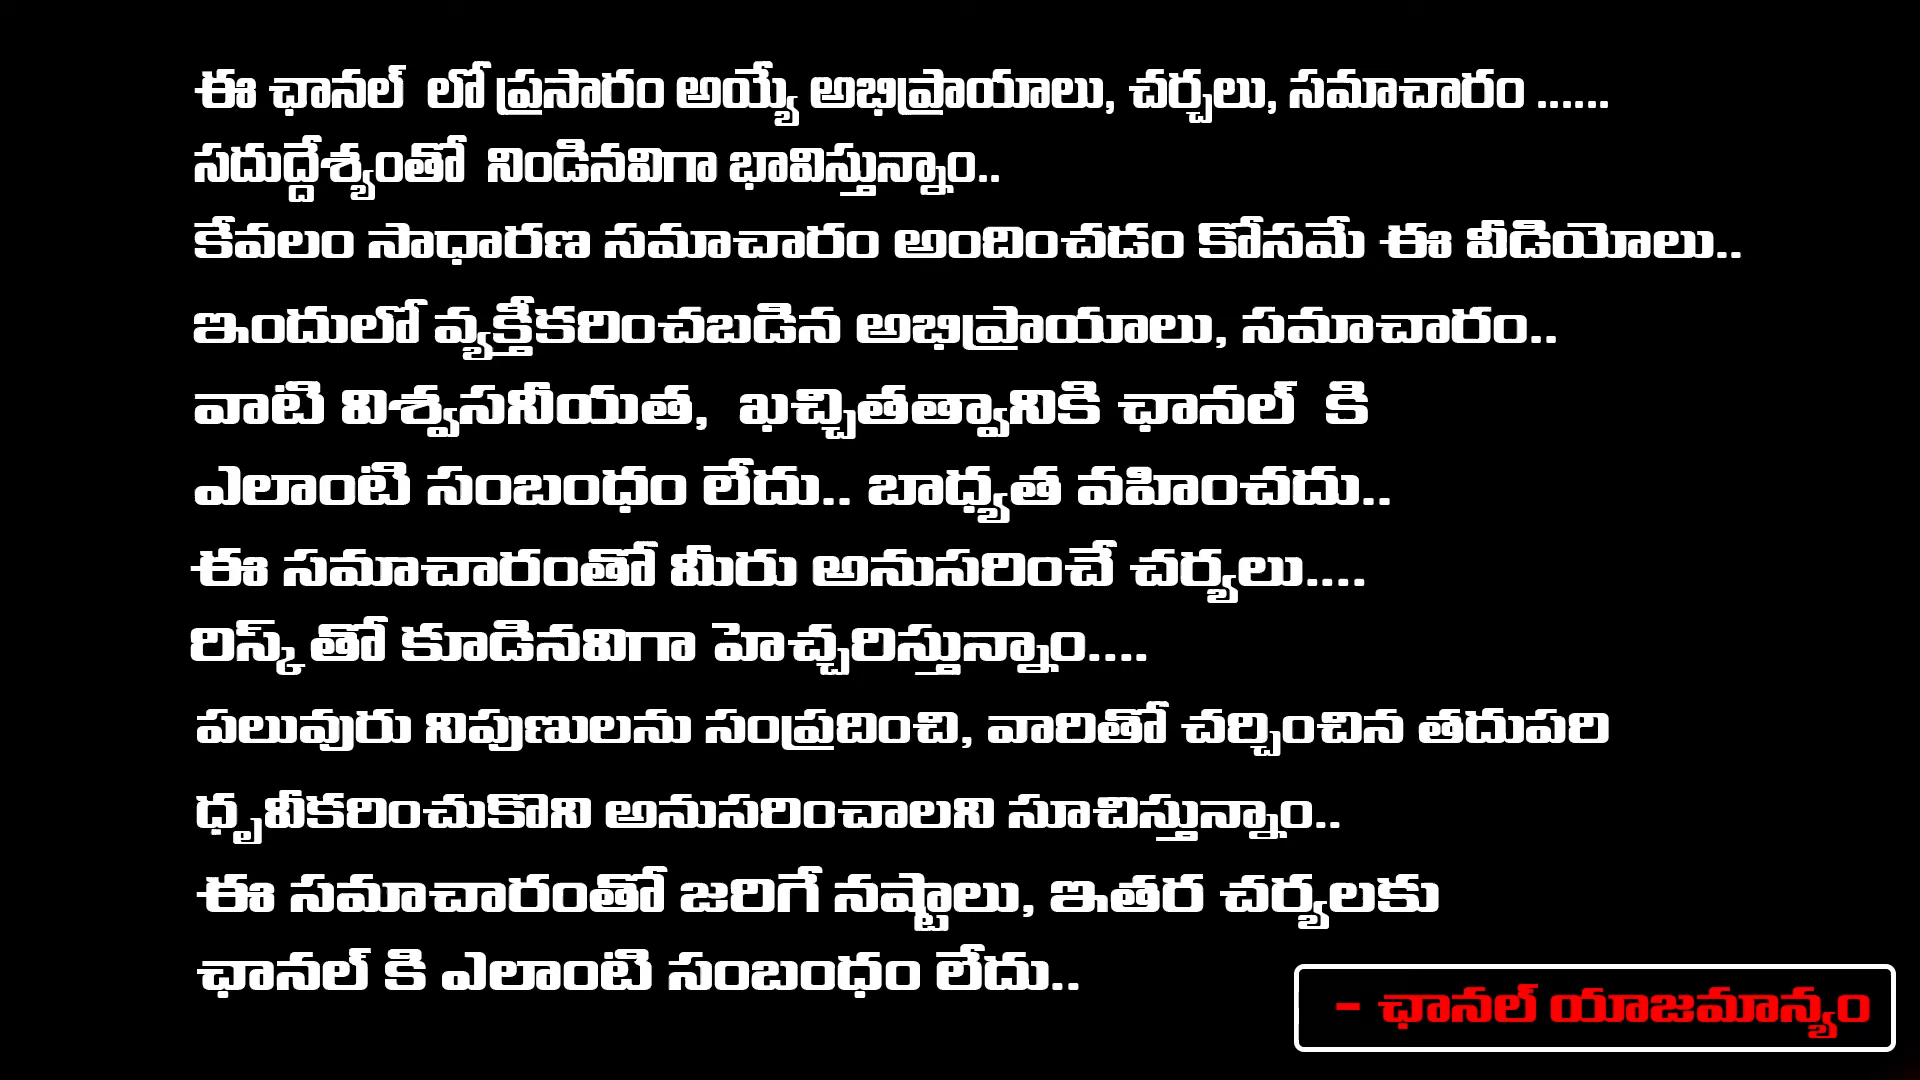 ఈ ఛానల్ లో ప్రసారం అయ్యే అభిప్రాయాలు, చర్చలు, సమాచారం ......
సదుద్దేశ్యంతో నిండినవిగా భావిస్తున్నాం..
కేవలం సాధారణ సమాచారం అందించడం కోసమే ఈ వీడియోలు..
ఇందులో వ్యక్తీకరించబడిన అభిప్రాయాలు, సమాచారం..
వాటి విశ్వసనీయత, ఖచ్చితత్వానికి ఛానల్ కి
ఎలాంటి సంబంధం లేదు.. బాధ్యత వహించదు..
ఈ సమాచారంతో మీరు అనుసరించే చర్యలు....
రిస్క్ తో కూడినవిగా హెచ్చరిస్తున్నాం....
పలువురు నిపుణులను సంప్రదించి, వారితో చర్చించిన తదుపరి
ధృవీకరించుకొని అనుసరించాలని సూచిస్తున్నాం..
ఈ సమాచారంతో జరిగే నష్టాలు, ఇతర చర్యలకు
ఛానల్ కి ఎలాంటి సంబంధం లేదు..
- ఛానల్ యాజమాన్యం